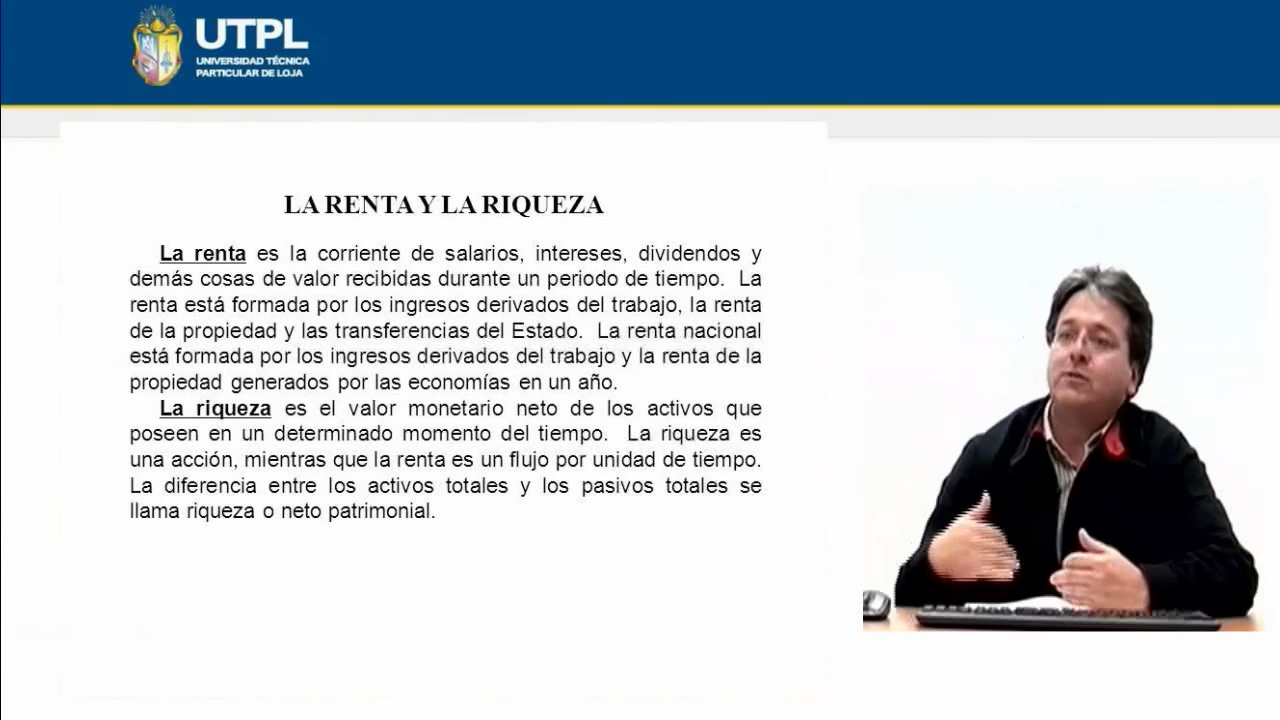 UTPL
UNIVERSIDAD TÉCNICA
PARTICULAR DE LOJA
LA RENTA Y LA RIQUEZA
La renta es la corriente de salarios, intereses, dividendos y
demás cosas de valor recibidas durante un periodo de tiempo. La
renta está formada por los ingresos derivados del trabajo, la renta
de la propiedad y las transferencias del Estado. La renta nacional
está formada por los ingresos derivados del trabajo y la renta de la
propiedad generados por las economías en un año.
La riqueza es el valor monetario neto de los activos que
poseen en un determinado momento del tiempo. La riqueza es
una acción, mientras que la renta es un flujo por unidad de tiempo.
La diferencia entre los activos totales y los pasivos totales se
llama riqueza o neto patrimonial.